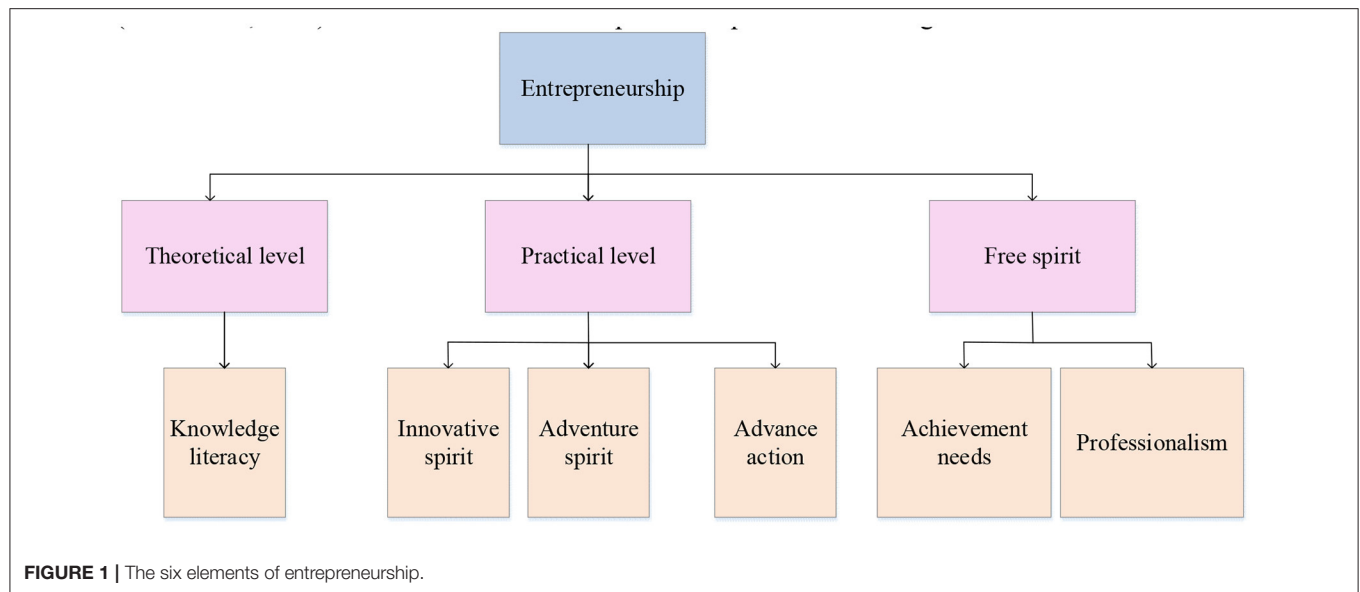 Entrepreneurship
Theoretical level
Practical level
Free spirit
Knowledge
literacy
Innovative
spirit
Adventure
spirit
Advance
action
Achievement
needs
Professionalism
FIGURE 1 | The six elements of entrepreneurship.